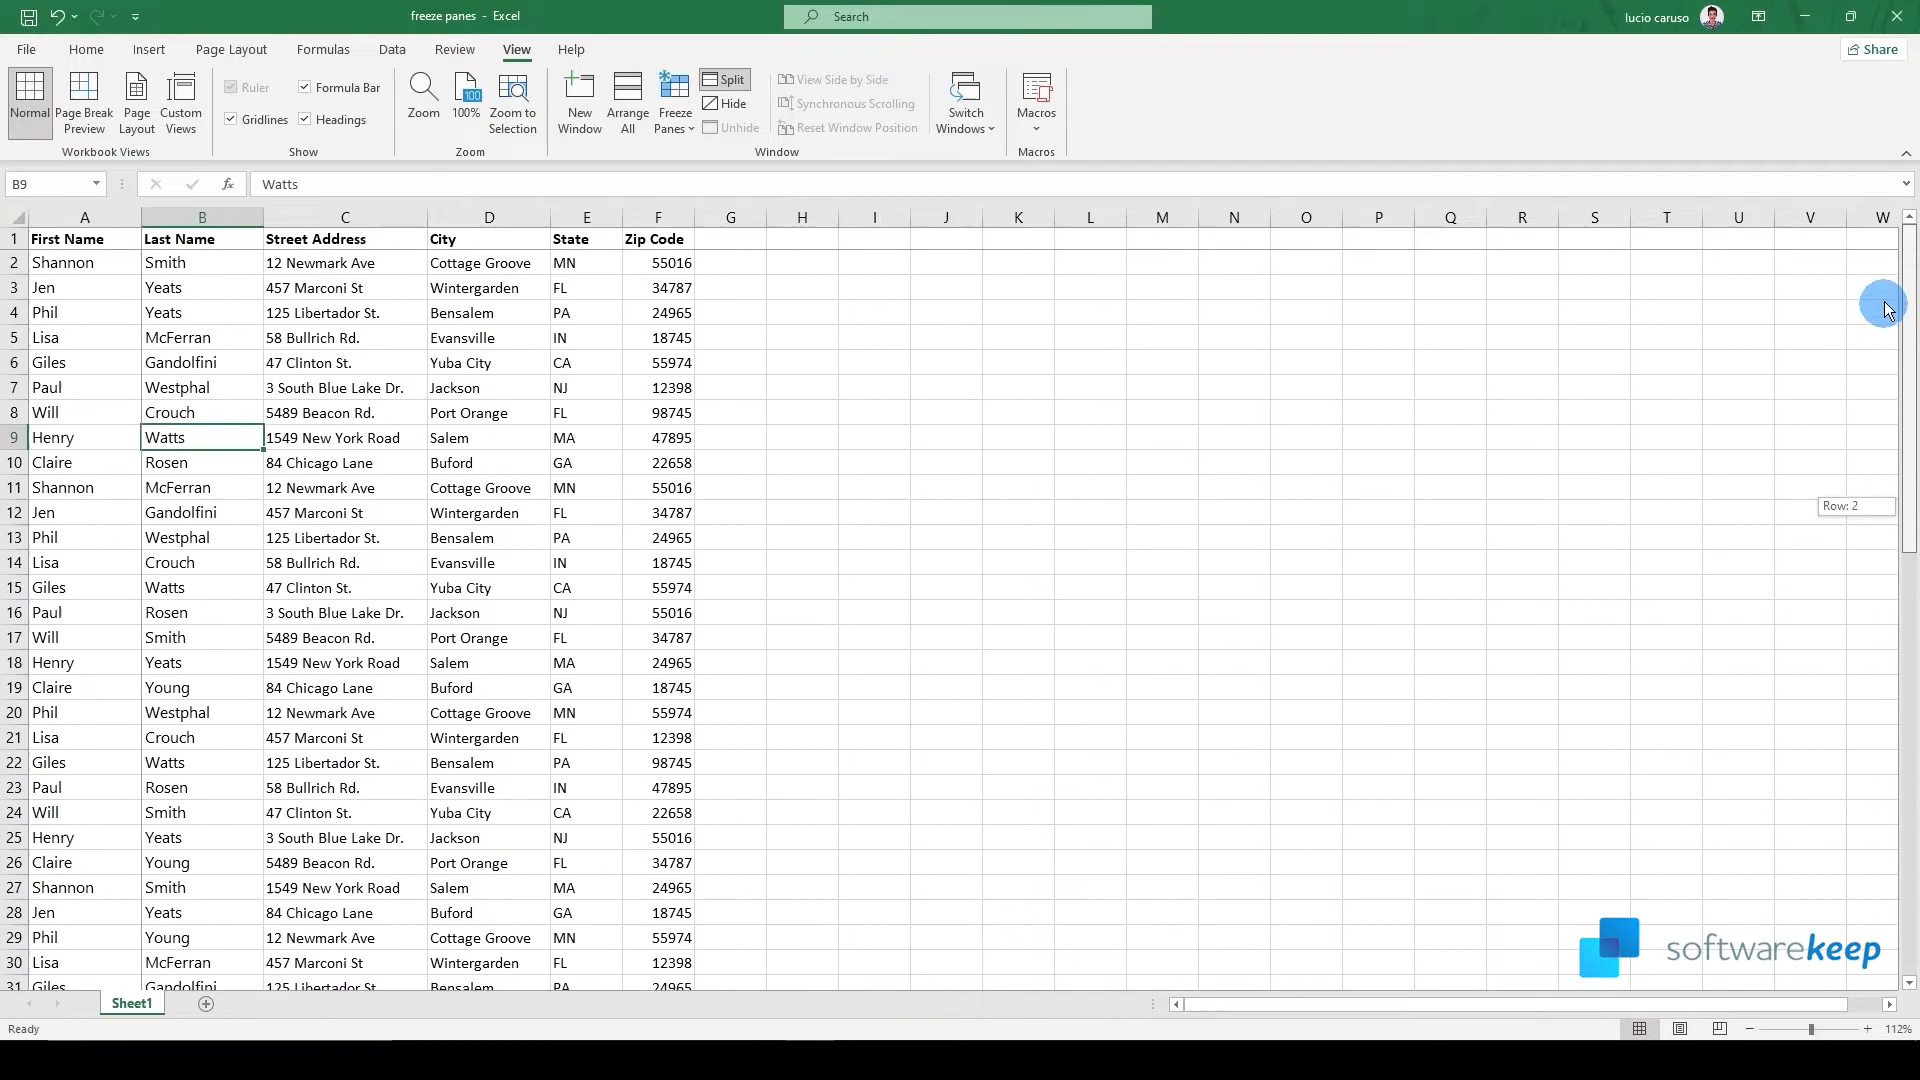 freeze panes - Excel
Search
lucio caruso
File Home Insert Page Layout Formulas Data Review View Help
Share
Normal
Page Break Preview
Page Layout
Custom Views
Workbook Views
Ruler
Formula Bar
Gridlines
Headings
Show
Zoom
100
100%
Zoom to Selection
Zoom
New Window
Arrange All
Freeze Panes
Split
Hide
Unhide
View Side by Side
Synchronous Scrolling
Reset Window Position
Window
Switch Windows
Macros
Macros
B9
fx
Watts
A B C D E F G H I J K L M N O P Q R S T U V W
1 First Name Last Name Street Address City State Zip Code
2 Shannon Smith 12 Newmark Ave Cottage Groove MN 55016
3 Jen Yeats 457 Marconi St Wintergarden FL 34787
4 Phil Yeats 125 Libertador St. Bensalem PA 24965
5 Lisa McFerran 58 Bullrich Rd. Evansville IN 18745
6 Giles Gandolfini 47 Clinton St. Yuba City CA 55974
7 Paul Westphal 3 South Blue Lake Dr. Jackson NJ 12398
8 Will Crouch 5489 Beacon Rd. Port Orange FL 98745
9 Henry Watts 1549 New York Road Salem MA 47895
10 Claire Rosen 84 Chicago Lane Buford GA 22658
11 Shannon McFerran 12 Newmark Ave Cottage Groove MN 55016
Row: 2
12 Jen Gandolfini 457 Marconi St Wintergarden FL 34787
13 Phil Westphal 125 Libertador St. Bensalem PA 24965
14 Lisa Crouch 58 Bullrich Rd. Evansville IN 18745
15 Giles Watts 47 Clinton St. Yuba City CA 55974
16 Paul Rosen 3 South Blue Lake Dr. Jackson NJ 55016
17 Will Smith 5489 Beacon Rd. Port Orange FL 34787
18 Henry Yeats 1549 New York Road Salem MA 24965
19 Claire Young 84 Chicago Lane Buford GA 18745
20 Phil Westphal 12 Newmark Ave Cottage Groove MN 55974
21 Lisa Crouch 457 Marconi St Wintergarden FL 12398
22 Giles Watts 125 Libertador St. Bensalem PA 98745
23 Paul Rosen 58 Bullrich Rd. Evansville IN 47895
24 Will Smith 47 Clinton St. Yuba City CA 22658
25 Henry Yeats 3 South Blue Lake Dr. Jackson NJ 55016
26 Claire Young 5489 Beacon Rd. Port Orange FL 34787
27 Shannon Smith 1549 New York Road Salem MA 24965
28 Jen Yeats 84 Chicago Lane Buford GA 18745
29 Phil Young 12 Newmark Ave Cottage Groove MN 55974
30 Lisa McFerran 457 Marconi St Wintergarden FL 12398
31 Giles Gandolfini 125 Libertador St. Bensalem PA 24965
softwarekeep
Sheet1
Ready
112%